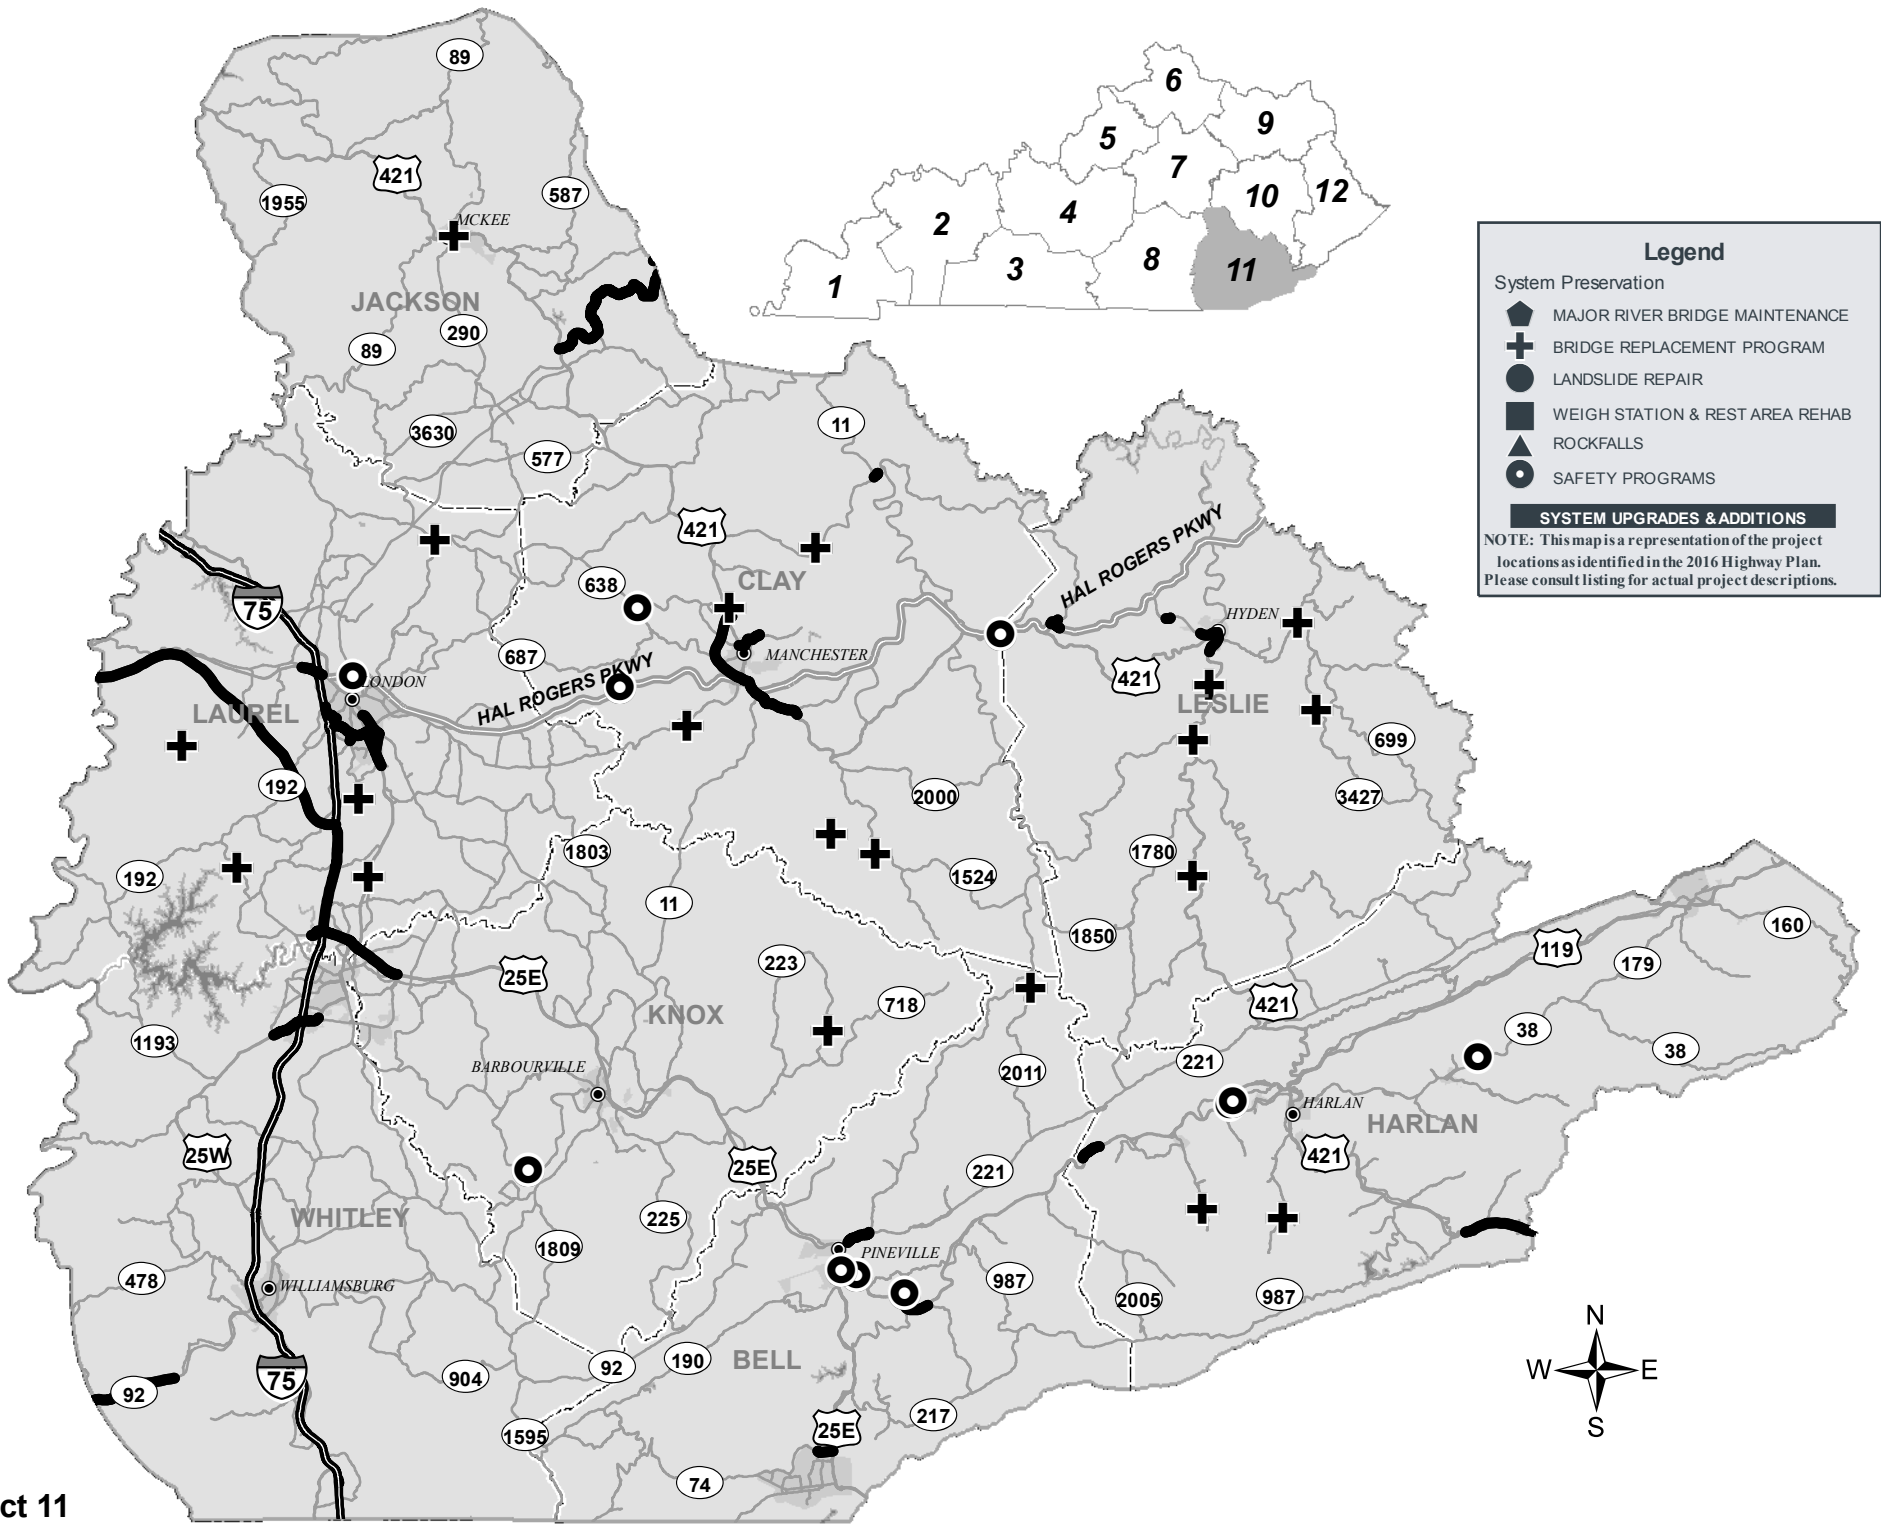 89
6
9
5
7
421
1955
587
10
12
MCKEE
2
4
Legend
System Preservation
MAJOR RIVER BRIDGE MAINTENANCE
BRIDGE REPLACEMENT PROGRAM
LANDSLIDE REPAIR
WEIGH STATION & REST AREA REHAB
ROCKFALLS
SAFETY PROGRAMS
SYSTEM UPGRADES & ADDITIONS
NOTE: This map is a representation of the project
locations as identified in the 2016 Highway Plan.
Please consult listing for actual project descriptions.
8
3
11
1
JACKSON
290
89
11
3630
577
421
HAL ROGERS PKWY
CLAY
638
75
HYDEN
687
MANCHESTER
421
LONDON
HAL ROGERS PKWY
LESLIE
LAUREL
699
192
2000
3427
1803
1780
192
1524
11
160
1850
119
223
179
25E
718
421
KNOX
38
1193
38
221
BARBOURVILLE
2011
HARLAN
HARLAN
25W
421
25E
221
WHITLEY
225
1809
PINEVILLE
478
WILLIAMSBURG
987
2005
987
N
BELL
190
92
75
904
92
W
E
217
S
25E
1595
74
ct 11